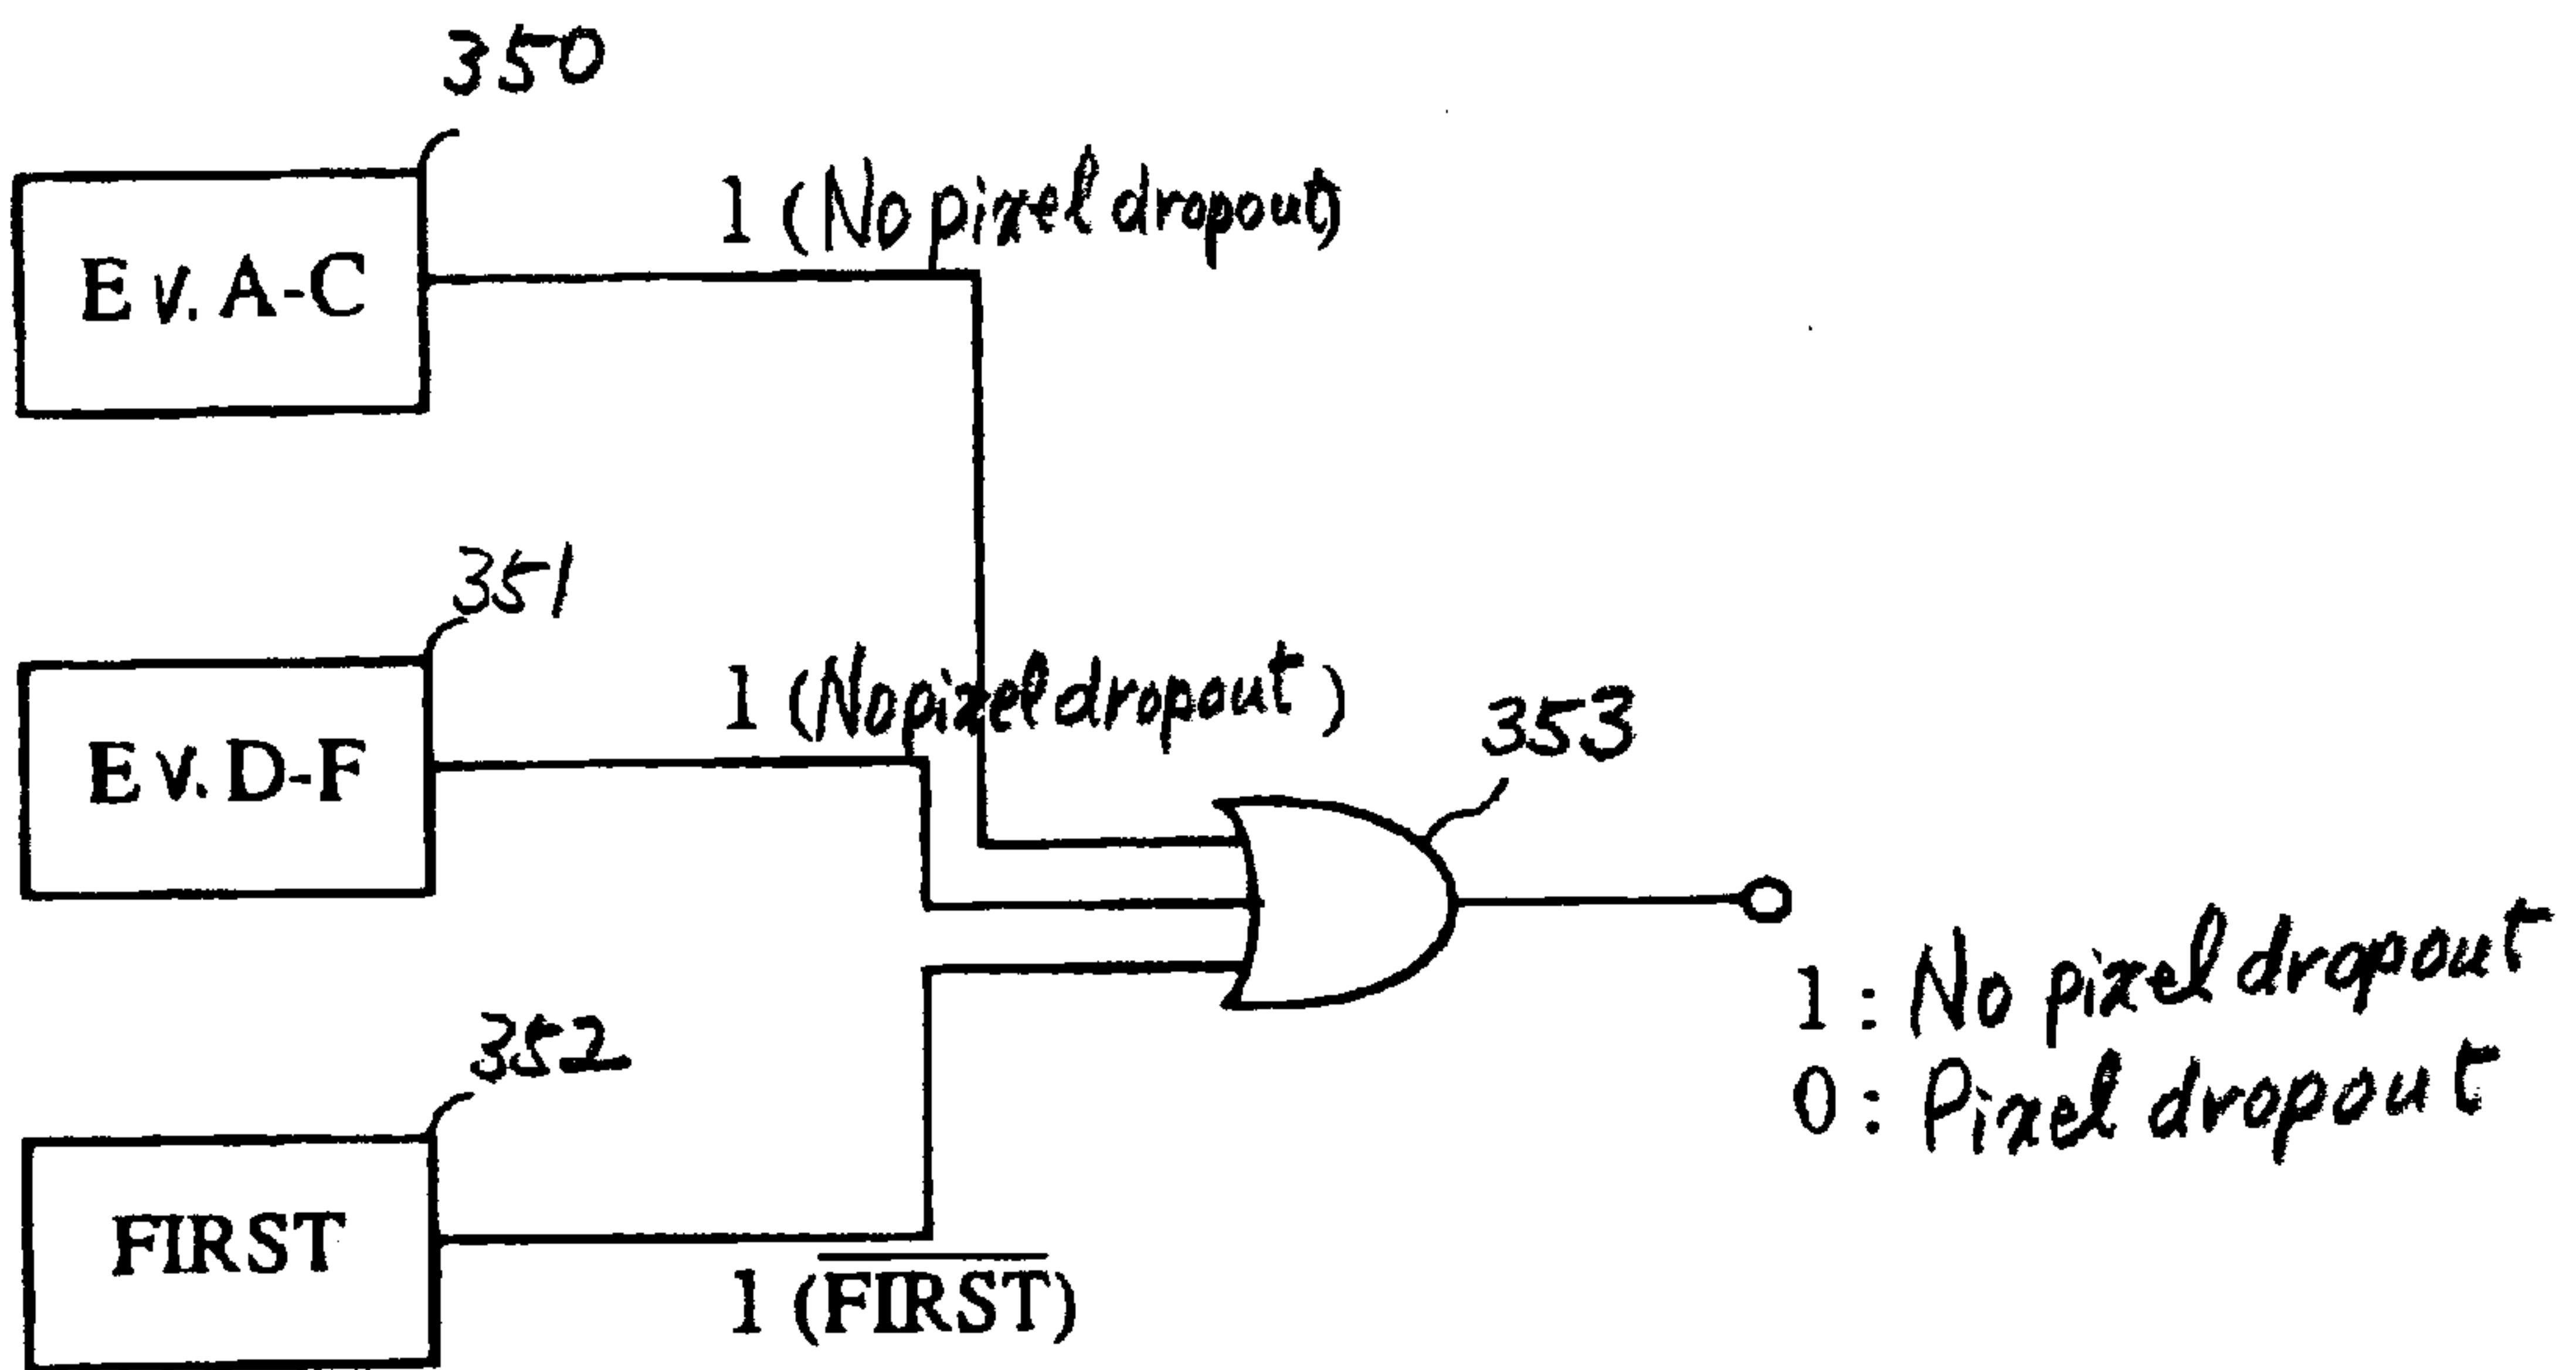 350
Ev. A-C
1 (No pixel dropout)
351
Ev. D-F
1 (No pixel dropout)
353
1 : No pixel dropout
0 : Pixel dropout
352
FIRST
1 (F̅I̅R̅S̅T̅)